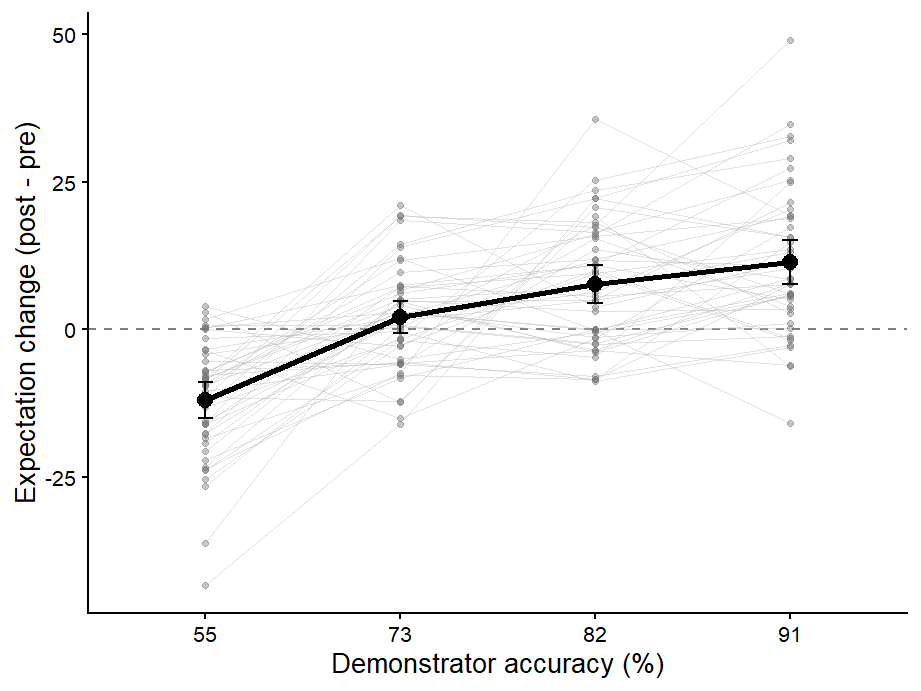 50
25
0
-25
Expectation change (post - pre)
55 73 82 91
Demonstrator accuracy (%)